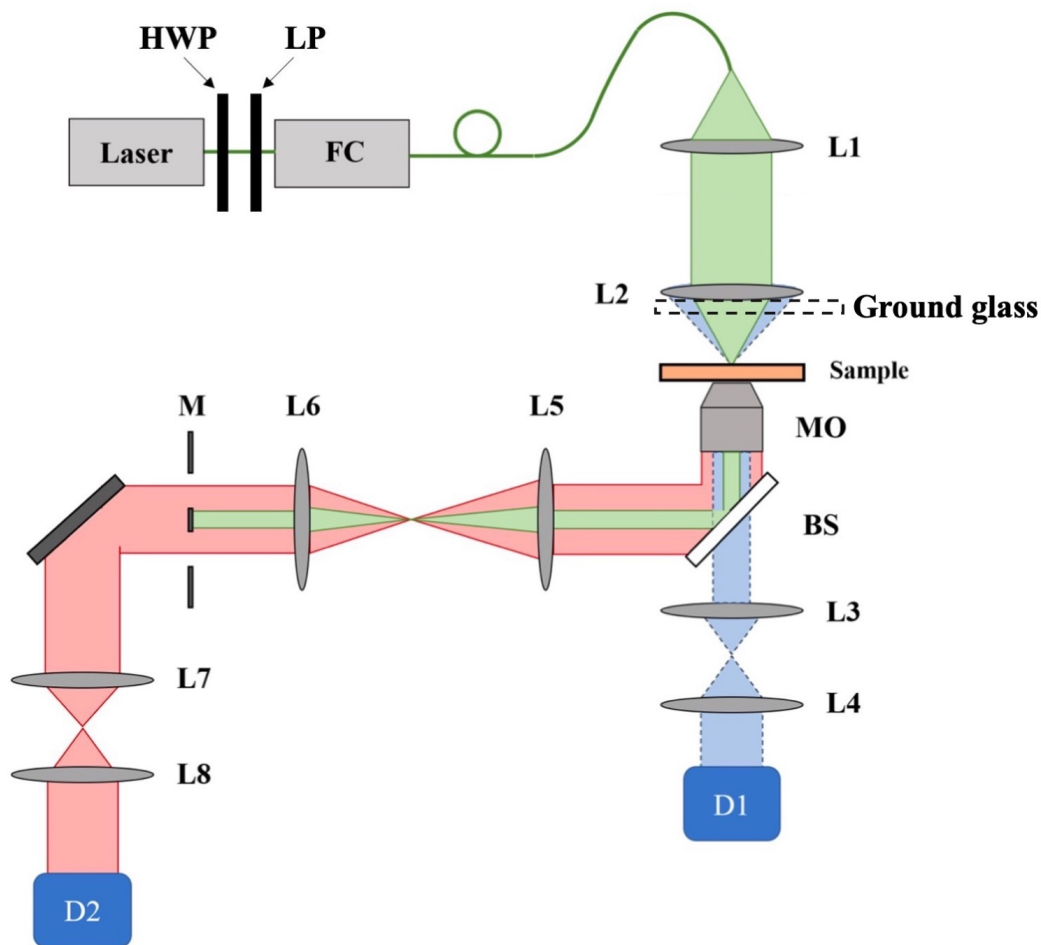 HWP
LP
Laser
FC
L1
L2
Ground glass
Sample
MO
M
L6
L5
BS
L3
L7
L4
L8
D1
D2